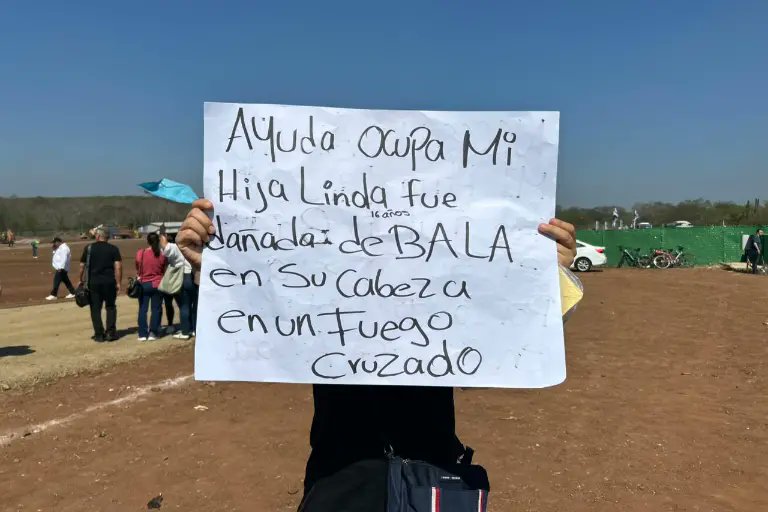 Ayuda Ocupa Mi
Hija Linda fue
16 años
dañada de BALA
en Su Cabeza
en un Fuego
Cruzado